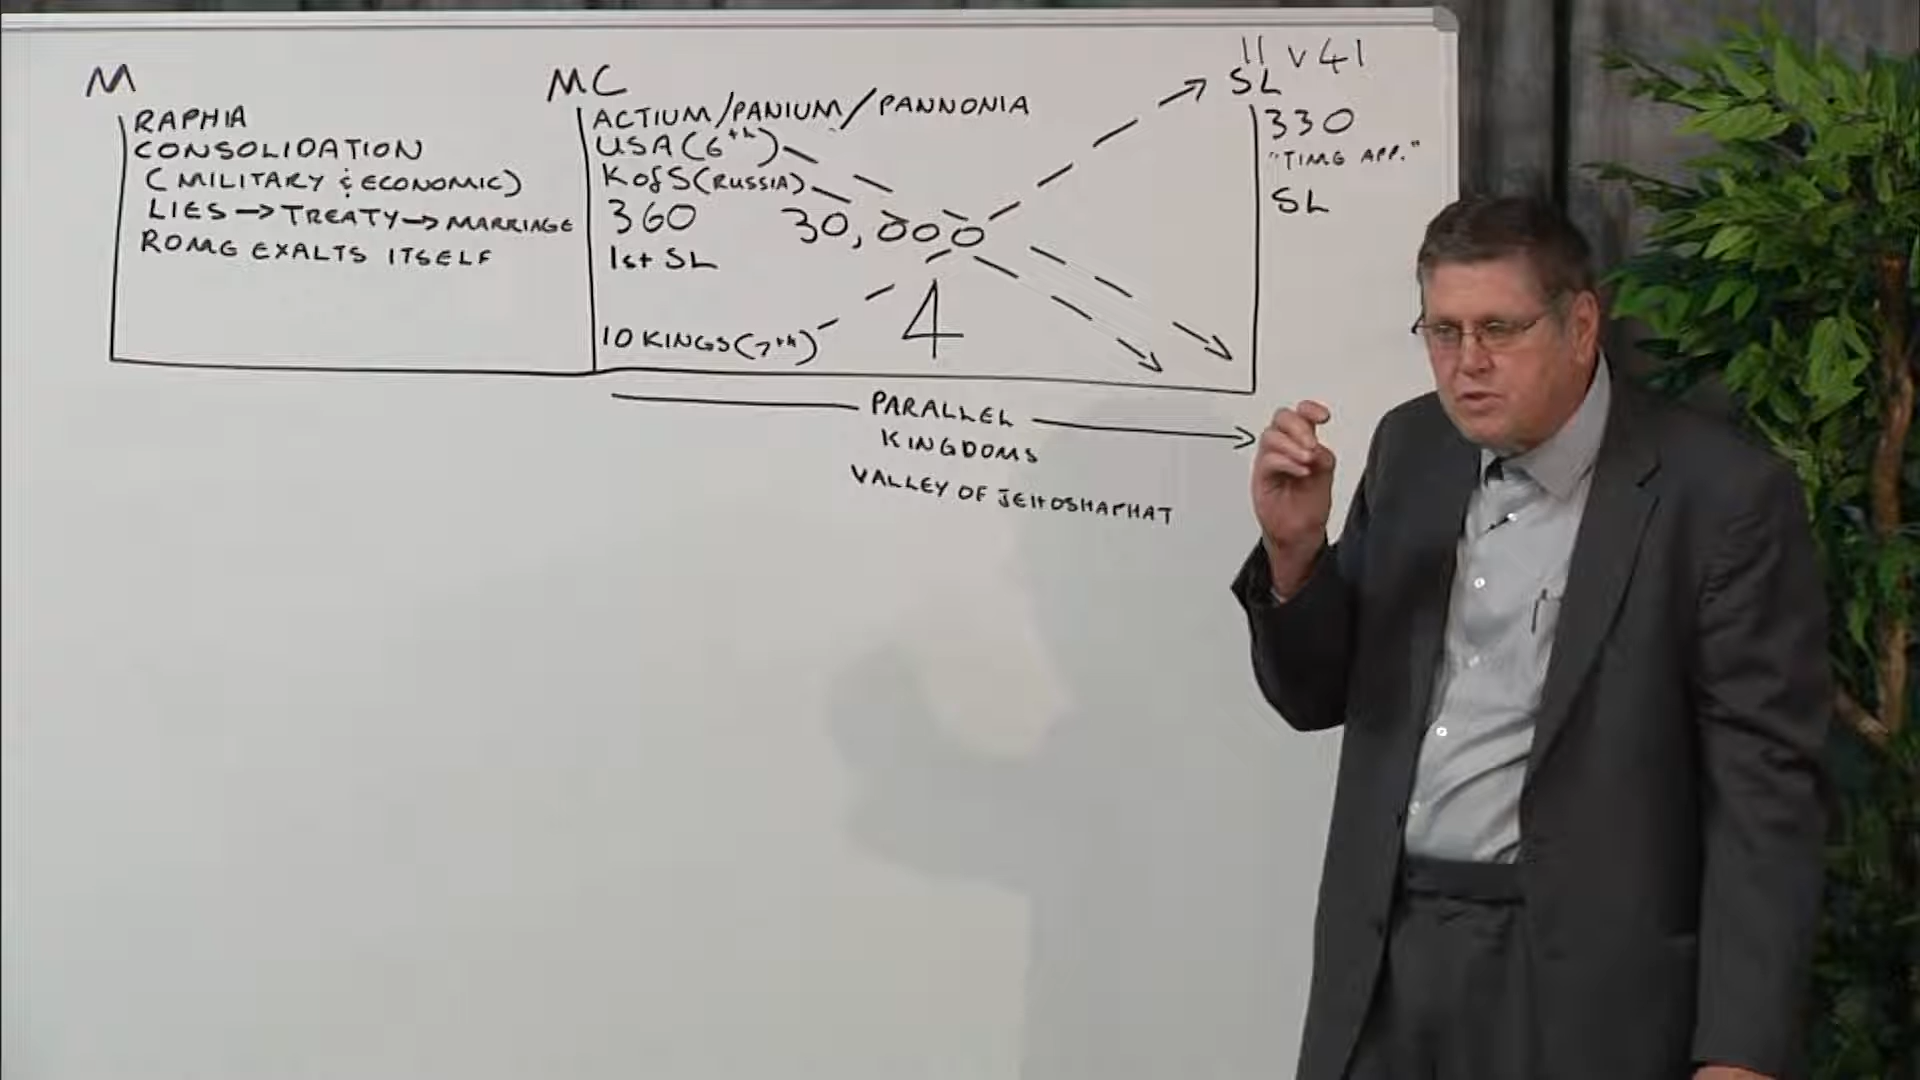 M
RAPHIA
CONSOLIDATION
(MILITARY & ECONOMIC)
LIES → TREATY → MARRIAGE
ROME EXALTS ITSELF
MC
ACTIUM/PANIUM/PANNONIA
USA (6th)
K of S (RUSSIA)
360 30,000
1st SL
4
10 KINGS (7th)
11 v 41
SL
330
"TIME APP."
SL
PARALLEL
KINGDOMS
VALLEY OF JEHOSHAPHAT